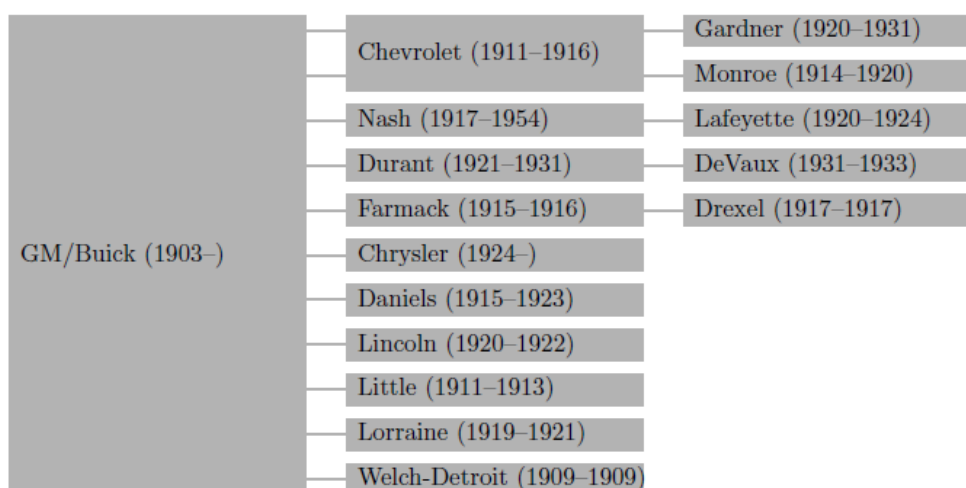 GM/Buick (1903–)
Chevrolet (1911–1916)
Gardner (1920–1931)
Monroe (1914–1920)
Nash (1917–1954)
Lafeyette (1920–1924)
Durant (1921–1931)
DeVaux (1931–1933)
Farmack (1915–1916)
Drexel (1917–1917)
Chrysler (1924–)
Daniels (1915–1923)
Lincoln (1920–1922)
Little (1911–1913)
Lorraine (1919–1921)
Welch-Detroit (1909–1909)